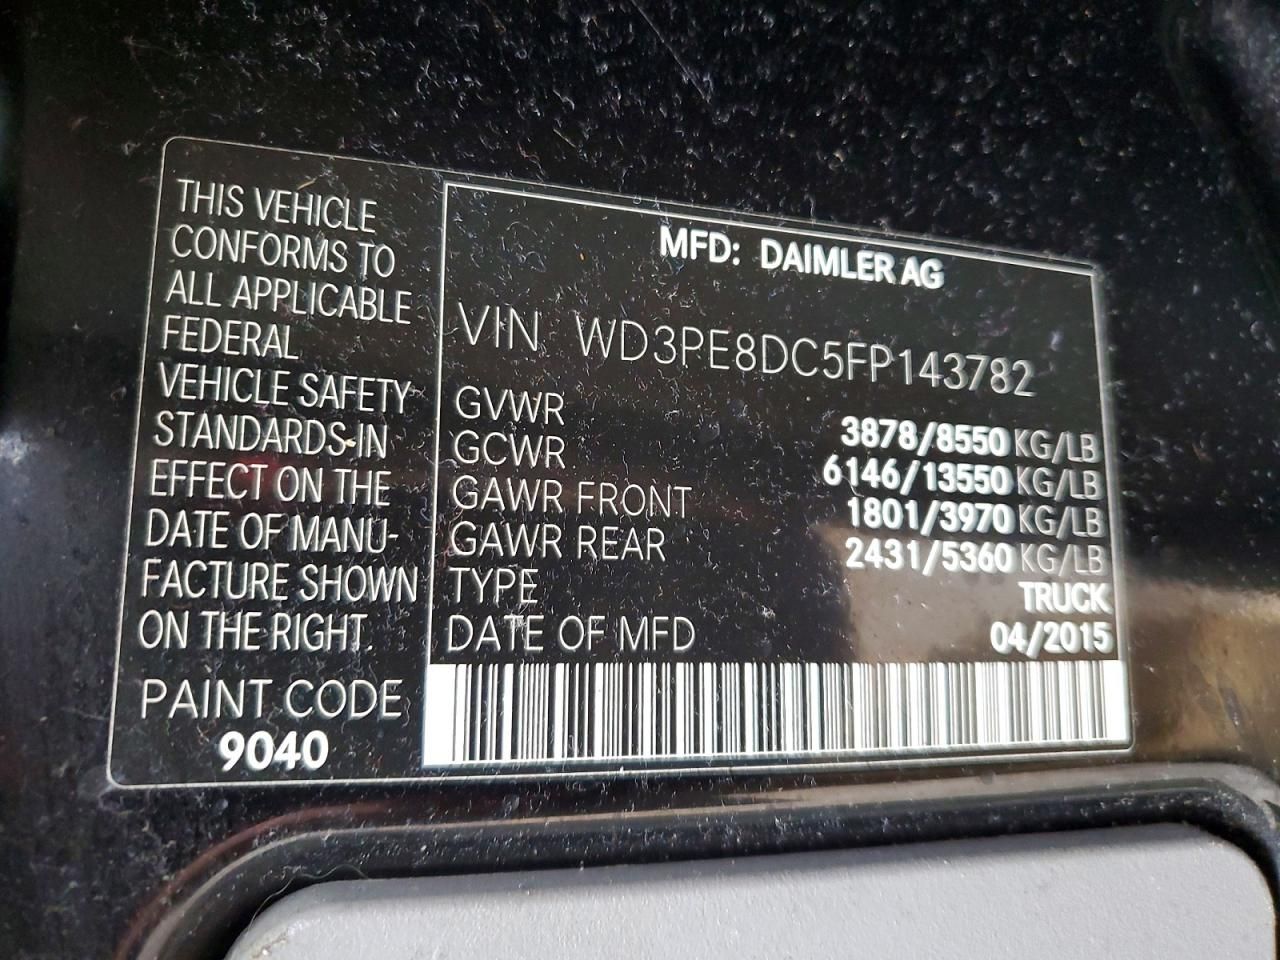 THIS VEHICLE
CONFORMS TO
ALL APPLICABLE
FEDERAL
VEHICLE SAFETY
STANDARDS IN
EFFECT ON THE
DATE OF MANU-
FACTURE SHOWN
ON THE RIGHT.
PAINT CODE
9040
MFD: DAIMLER AG
VIN WD3PE8DC5FP143782
GVWR 3878/8550 KG/LB
GCWR 6146/13550 KG/LB
GAWR FRONT 1801/3970 KG/LB
GAWR REAR 2431/5360 KG/LB
TYPE TRUCK
DATE OF MFD 04/2015